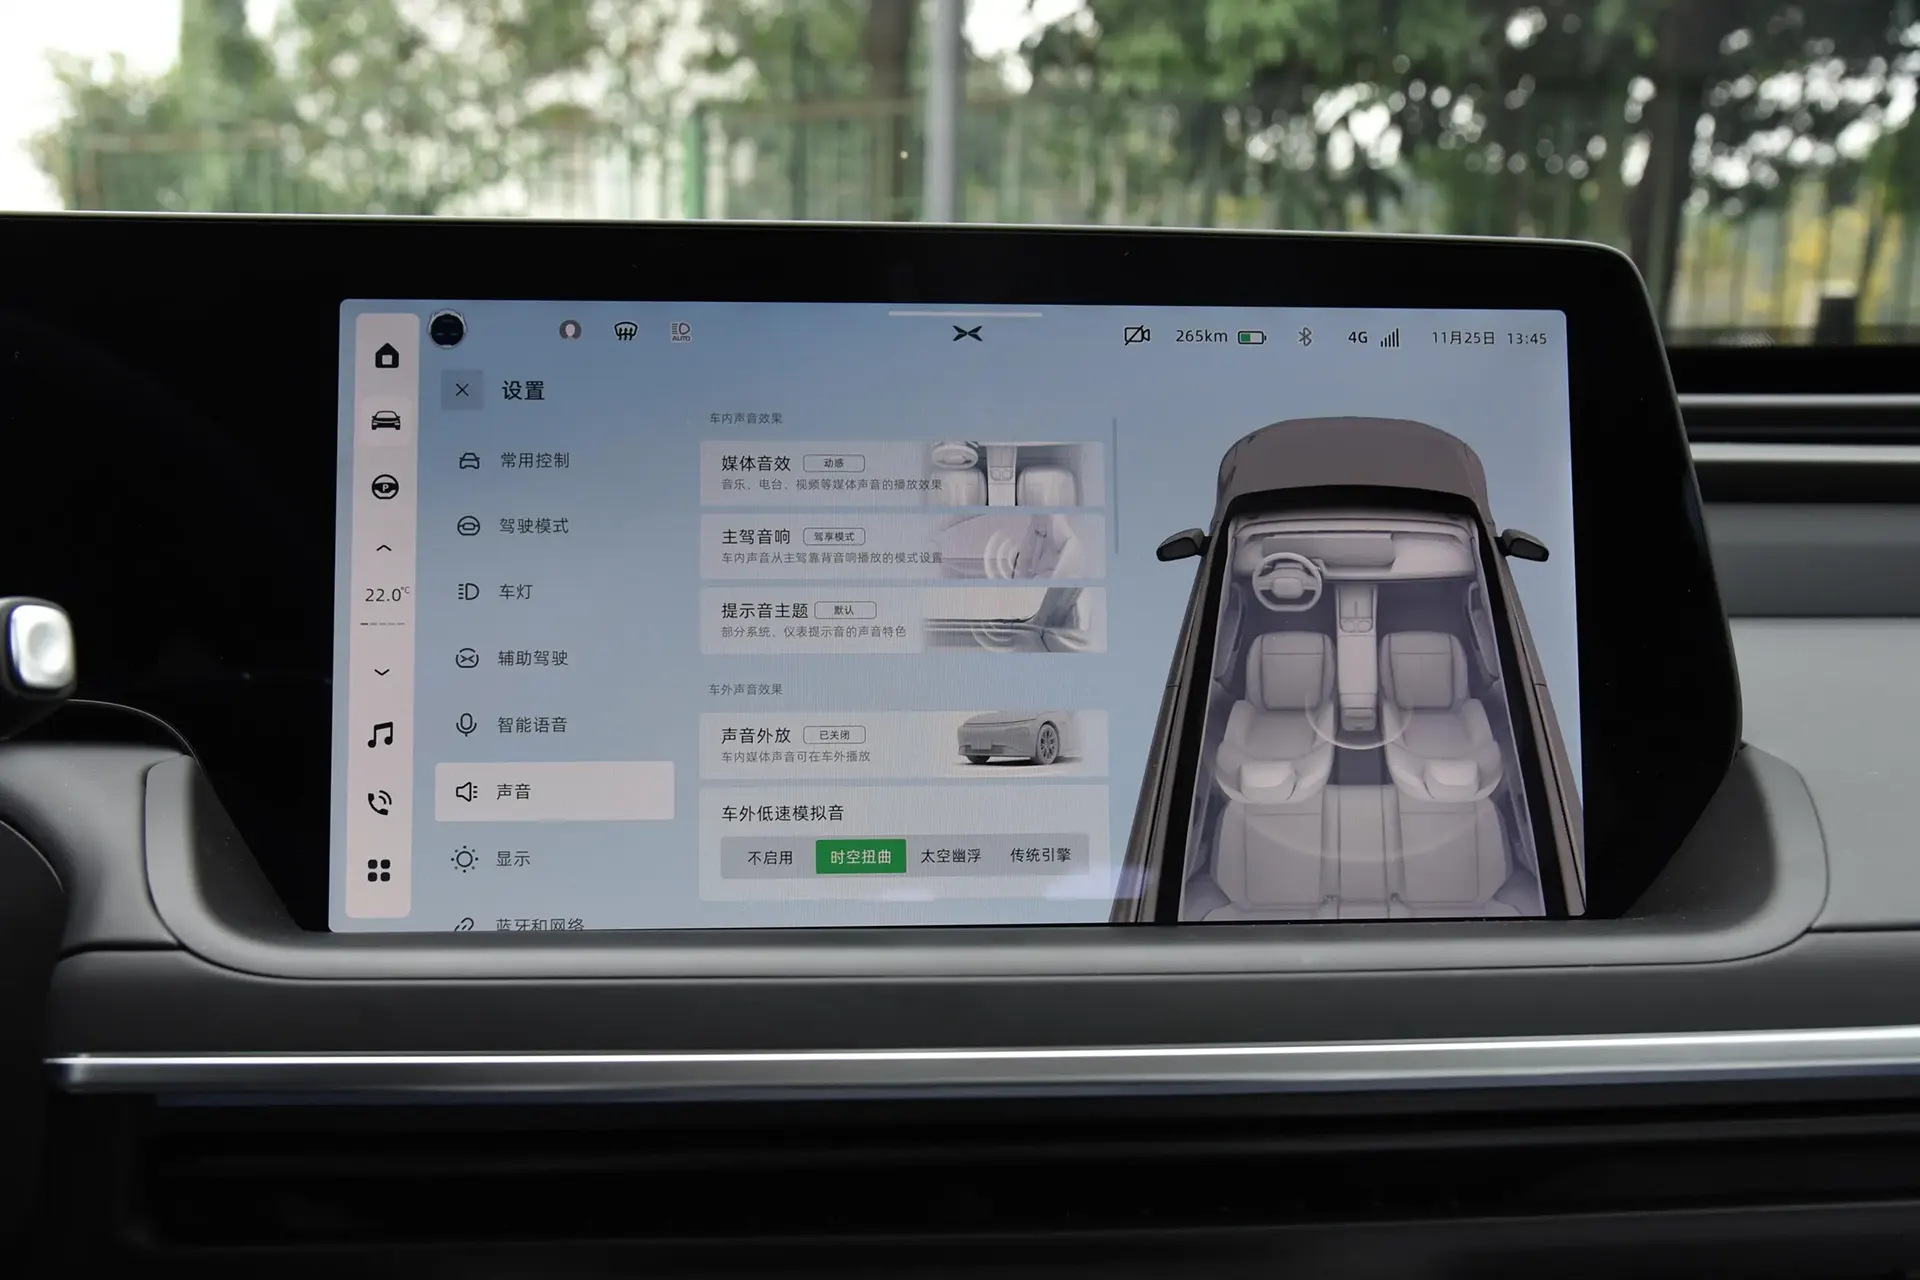 265km 4G 11月25日 13:45
AUTO
P
22.0°C
设置
常用控制
驾驶模式
车灯
辅助驾驶
智能语音
声音
显示
蓝牙和网络
车内声音效果
媒体音效 动感
音乐、电台、视频等媒体声音的播放效果
主驾音响 驾享模式
车内声音从主驾靠背音响播放的模式设置
提示音主题 默认
部分系统、仪表提示音的声音特色
车外声音效果
声音外放 已关闭
车内媒体声音可在车外播放
车外低速模拟音
不启用 时空扭曲 太空幽浮 传统引擎